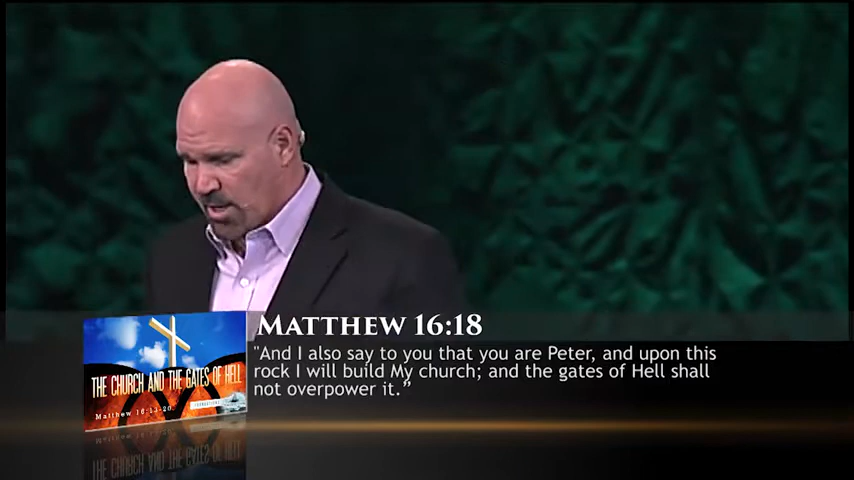 MATTHEW 16:18
"And I also say to you that you are Peter, and upon this
rock I will build My church; and the gates of Hell shall
not overpower it.”
THE CHURCH AND THE GATES OF HELL
Matthew 16:13-20